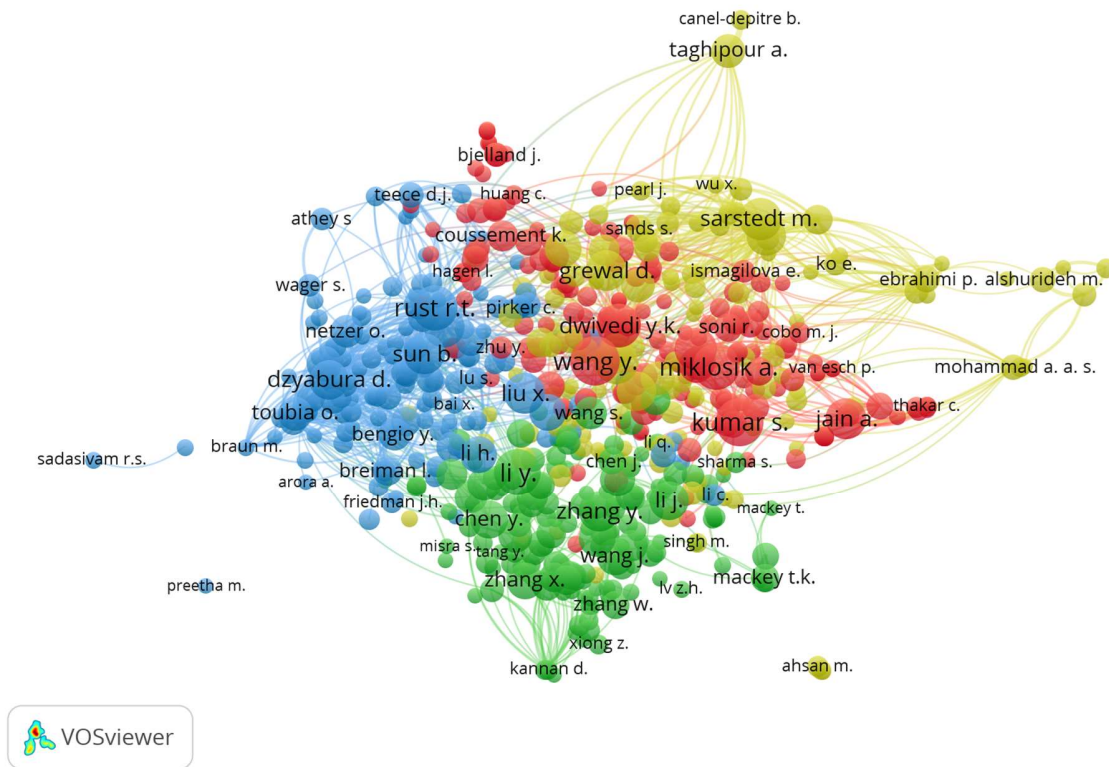 canel-depitre b.
taghipour a.
bjelland j.
teece d.j.
huang c.
pearl j.
wu x.
athey s
coussement k.
sands s.
sarstedt m.
hagen l.
grewal d.
ismagilova e.
ko e.
wager s.
ebrahimi p.
alshurideh m.
rust r.t.
pirker c.
netzer o.
dwivedi y.k.
soni r.
cobo m. j.
sun b.
zhu y.
wang y.
miklosik a.
van esch p.
mohammad a. a. s.
dzyabura d.
lu s.
liu x.
toubia o.
bai x.
wang s.
kumar s.
jain a.
thakar c.
braun m.
bengio y.
li q.
sadasivam r.s.
li h.
chen j.
sharma s.
arora a.
breiman l.
li y.
friedman j.h.
li j.
li c.
mackey t.
chen y.
zhang y.
misra s.
tang y.
wang j.
singh m.
preetha m.
zhang x.
lv z.h.
mackey t.k.
zhang w.
xiong z.
kannan d.
ahsan m.
VOSviewer